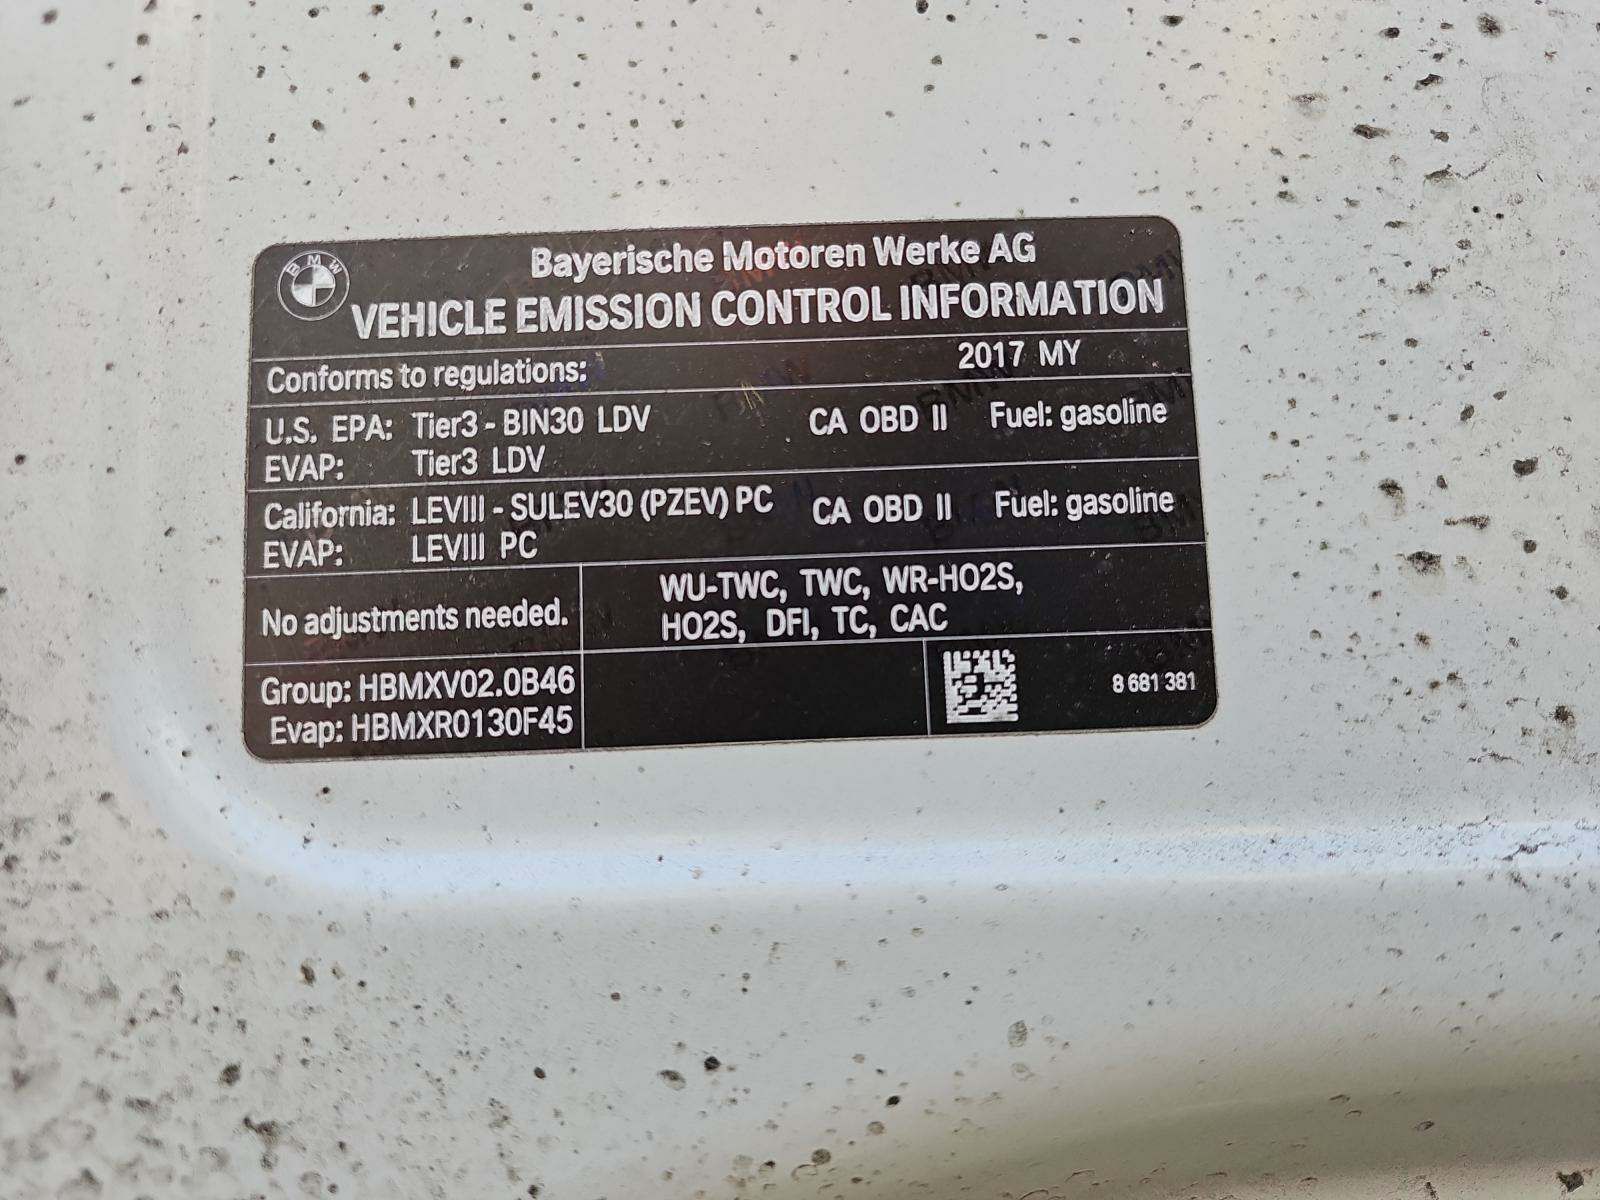 BMW
Bayerische Motoren Werke AG
VEHICLE EMISSION CONTROL INFORMATION
Conforms to regulations: 2017 MY
U.S. EPA: Tier3 - BIN30 LDV CA OBD II Fuel: gasoline
EVAP: Tier3 LDV
California: LEVIII - SULEV30 (PZEV) PC CA OBD II Fuel: gasoline
EVAP: LEVIII PC
No adjustments needed.
WU-TWC, TWC, WR-HO2S,
HO2S, DFI, TC, CAC
Group: HBMXV02.0B46
Evap: HBMXR0130F45
8 681 381